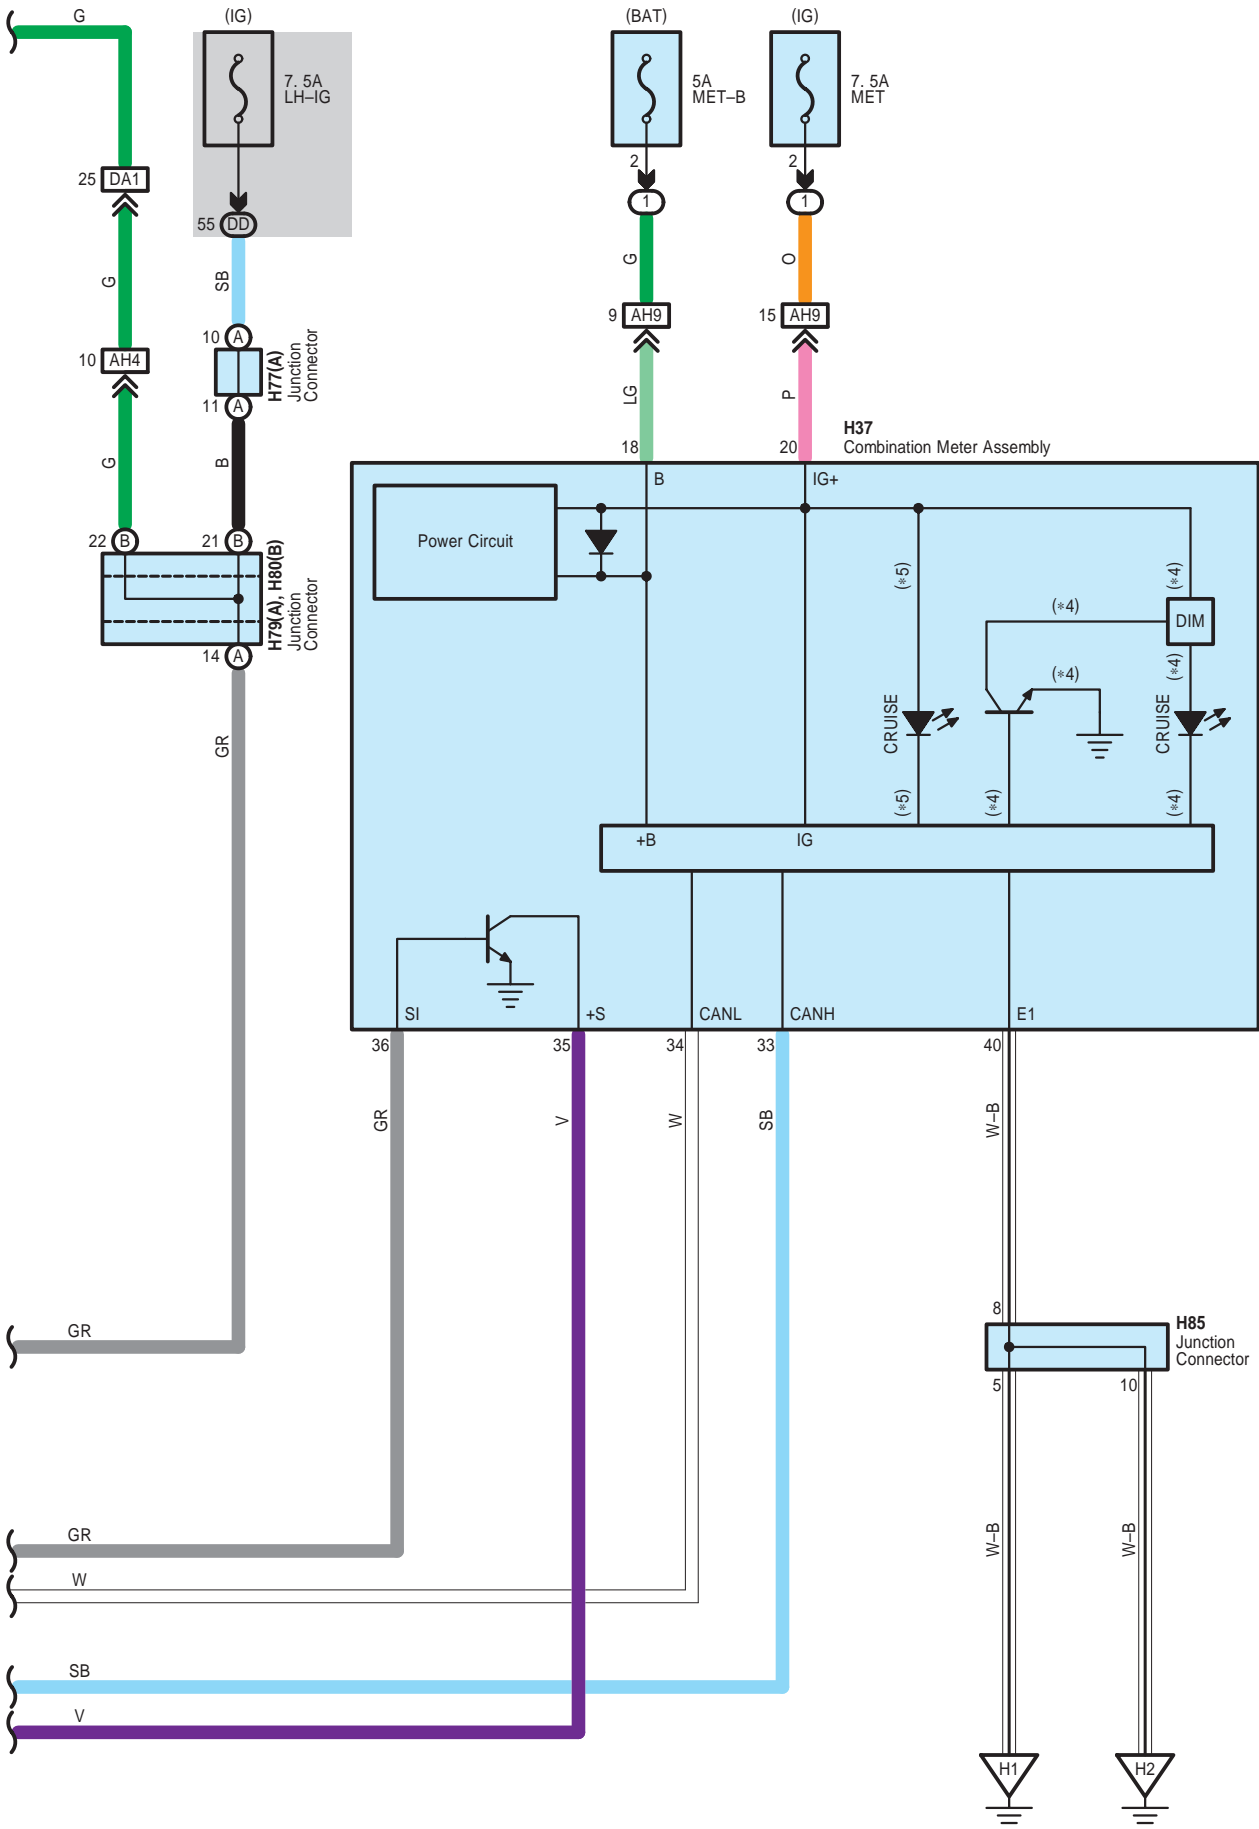 G
(IG)
(BAT)
(IG)
7. 5A
LH–IG
5A
MET–B
7. 5A
MET
2
2
25
DA1
1
1
55
DD
G
SB
G
O
9
AH9
15
AH9
10
A
10
AH4
H77(A)
Junction
Connector
LG
P
11
A
G
B
18
20
H37
Combination Meter Assembly
B
IG+
22
B
21
B
Power Circuit
H79(A), H80(B)
Junction
Connector
(∗5)
(∗4)
(∗4)
DIM
14
A
(∗4)
(∗4)
GR
CRUISE
CRUISE
(∗5)
(∗4)
(∗4)
+B
IG
SI
+S
CANL
CANH
E1
36
35
34
33
40
GR
V
W
SB
W–B
8
GR
H85
Junction
Connector
5
10
GR
W–B
W–B
W
SB
V
H1
H2